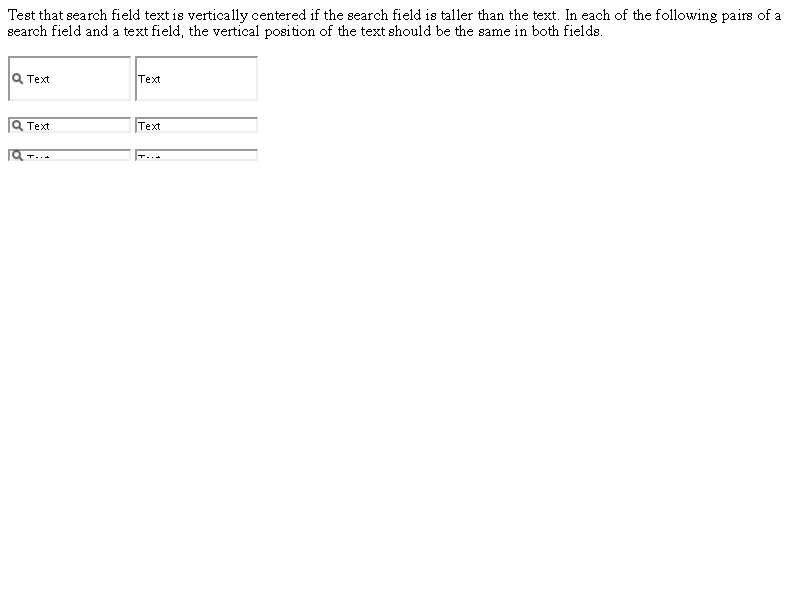 Test that search field text is vertically centered if the search field is taller than the text. In each of the following pairs of a
search field and a text field, the vertical position of the text should be the same in both fields.
Text Text
Text Text